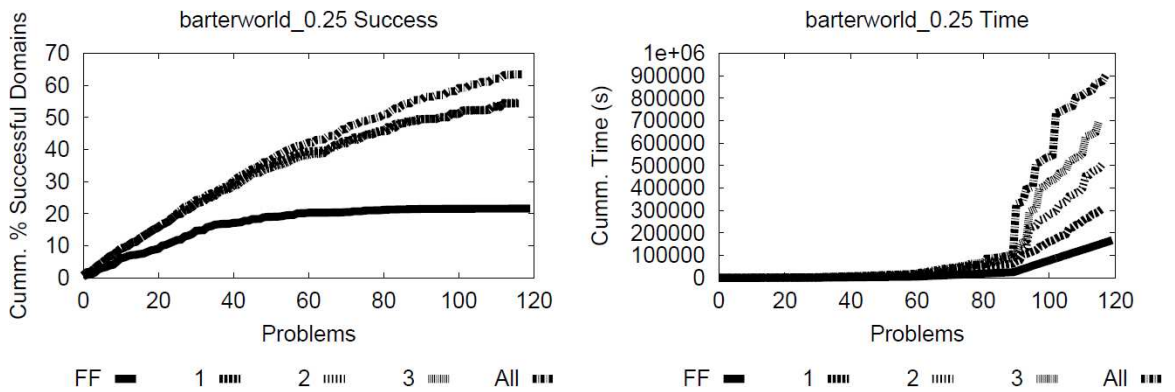 barterworld_0.25 Success
Cumm. % Successful Domains
70
60
50
40
30
20
10
0
0 20 40 60 80 100 120
Problems
FF 1 2 3 All
barterworld_0.25 Time
Cumm. Time (s)
1e+06
900000
800000
700000
600000
500000
400000
300000
200000
100000
0
0 20 40 60 80 100 120
Problems
FF 1 2 3 All